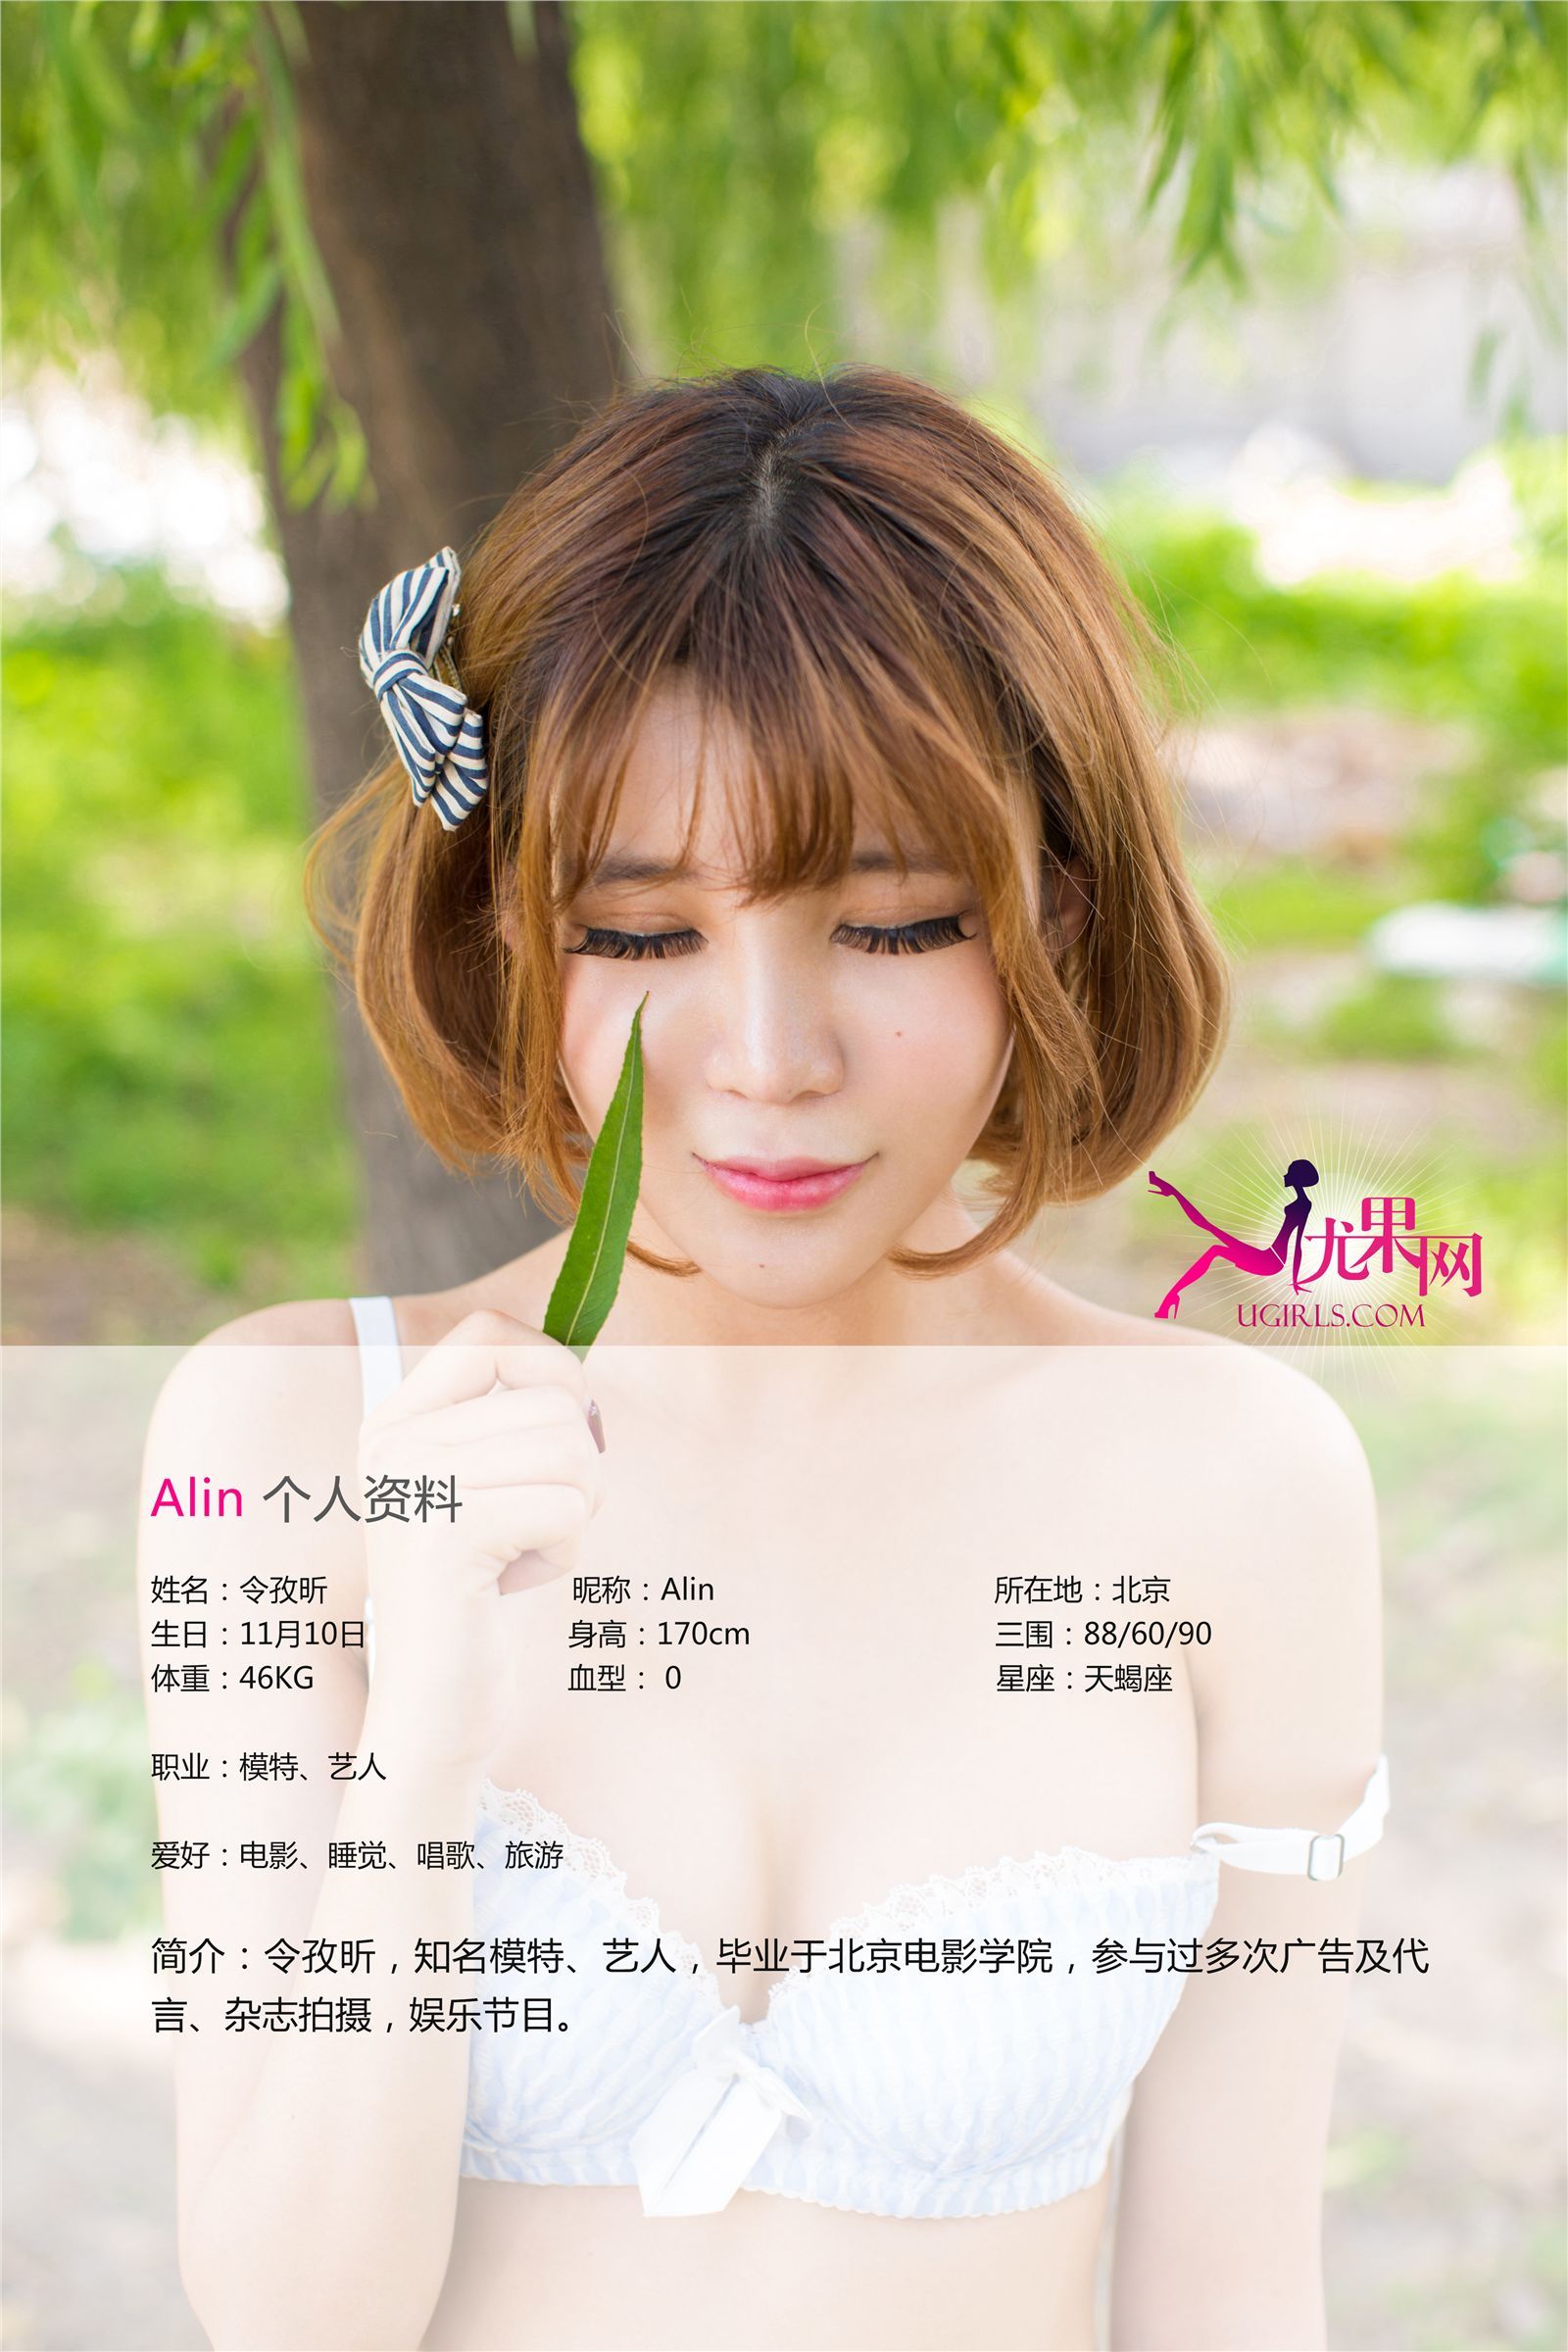 尤果网
UGIRLS.COM
Alin 个人资料
姓名：令孜昕 昵称：Alin 所在地：北京
生日：11月10日 身高：170cm 三围：88/60/90
体重：46KG 血型： 0 星座：天蝎座
职业：模特、艺人
爱好：电影、睡觉、唱歌、旅游
简介：令孜昕，知名模特、艺人，毕业于北京电影学院，参与过多次广告及代
言、杂志拍摄，娱乐节目。